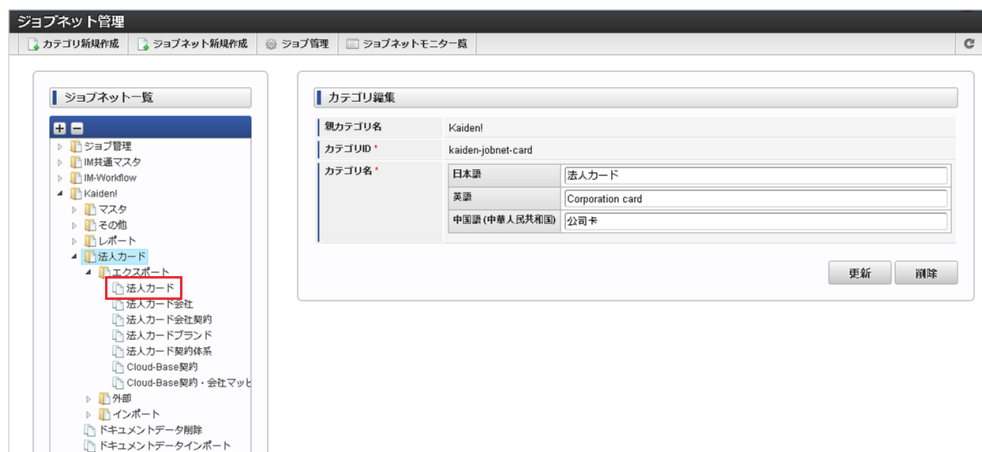 ジョブネット管理
カテゴリ新規作成 ジョブネット新規作成 ジョブ管理 ジョブネットモニタ一覧
ジョブネット一覧
ジョブ管理
IM共通マスタ
IM-Workflow
Kaiden!
マスタ
その他
レポート
法人カード
エクスポート
法人カード
法人カード会社
法人カード会社契約
法人カードブランド
法人カード契約体系
Cloud-Base契約
Cloud-Base契約・会社マッピ
外部
インポート
ドキュメントデータ削除
ドキュメントデータインポート
カテゴリ編集
親カテゴリ名 Kaiden!
カテゴリID * kaiden-jobnet-card
カテゴリ名 * 日本語 法人カード
英語 Corporation card
中国語 (中華人民共和国) 公司卡
更新 削除